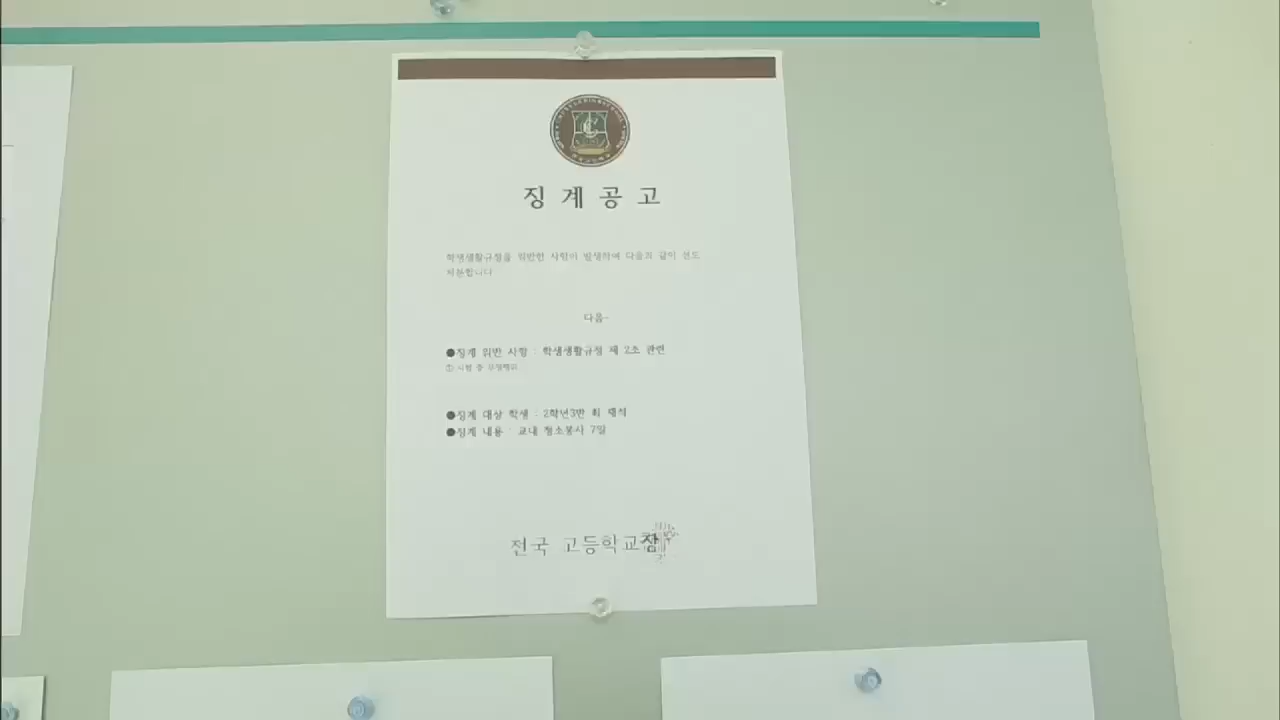 징계공고
학생생활규정을 위반한 사항이 발생하여 다음과 같이 선도
처분합니다
다음-
●징계 위반 사항 : 학생생활규정 제 2조 관련
① 시험 중 부정행위
●징계 대상 학생 : 2학년3반 최
●징계 내용 : 교내 청소봉사 7일
전국 고등학교장